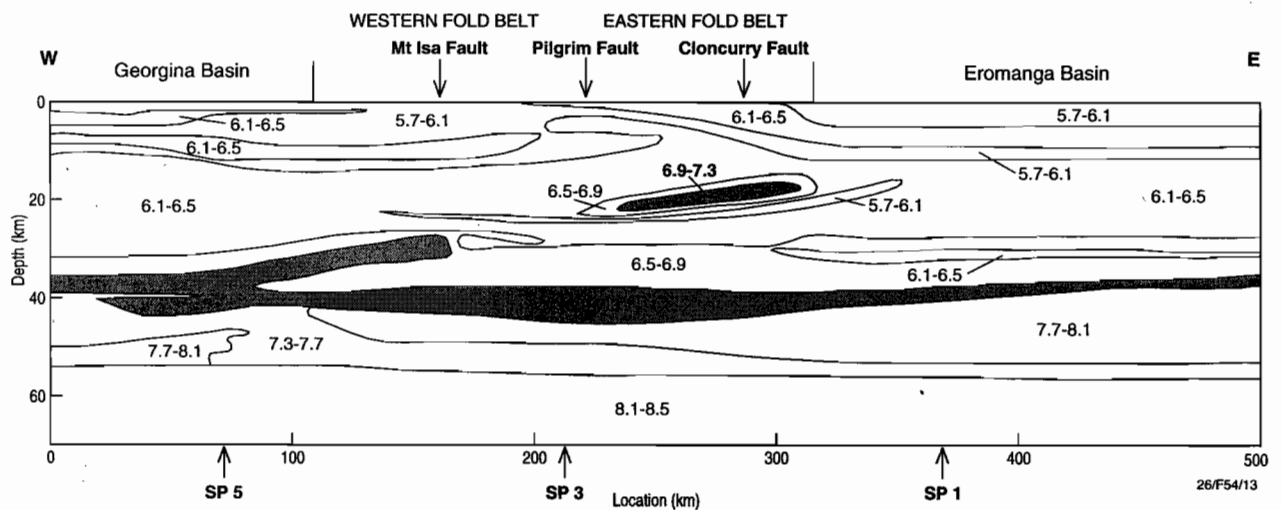 WESTERN FOLD BELT EASTERN FOLD BELT
W Mt Isa Fault Pilgrim Fault Cloncurry Fault E
Georgina Basin Eromanga Basin
0
6.1-6.5 5.7-6.1 6.1-6.5 5.7-6.1
6.1-6.5
6.9-7.3 5.7-6.1
20
6.1-6.5 6.5-6.9 5.7-6.1 6.1-6.5
Depth (km)
6.5-6.9 6.1-6.5
40
7.7-8.1 7.3-7.7 7.7-8.1
60
8.1-8.5
0 100 200 300 400 500
SP 5 SP 3 SP 1
Location (km)
26/F54/13